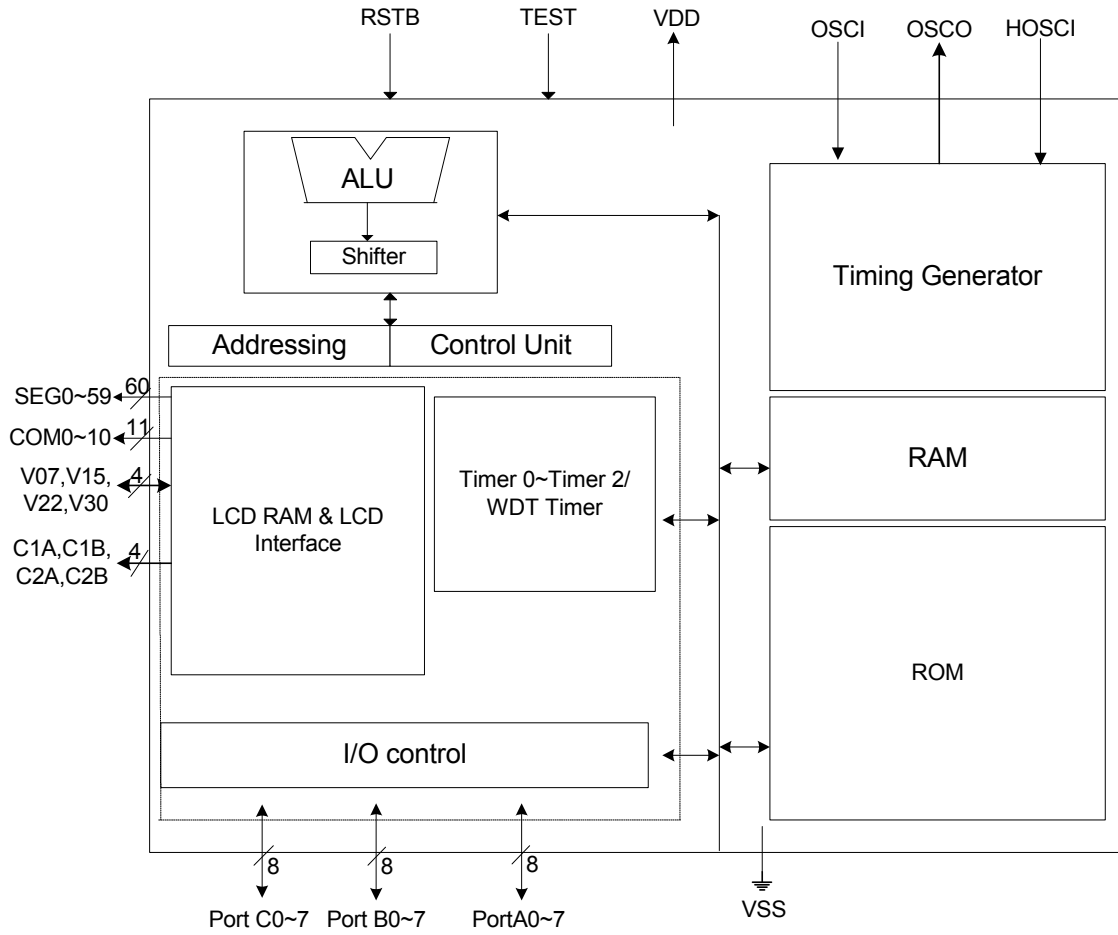 RSTB
TEST
VDD
OSCI
OSCO
HOSCI
ALU
Shifter
Timing Generator
Addressing
Control Unit
SEG0~59
60
COM0~10
11
V07,V15,
V22,V30
4
C1A,C1B,
C2A,C2B
4
LCD RAM & LCD
Interface
Timer 0~Timer 2/
WDT Timer
RAM
ROM
I/O control
8
8
8
Port C0~7
Port B0~7
PortA0~7
VSS